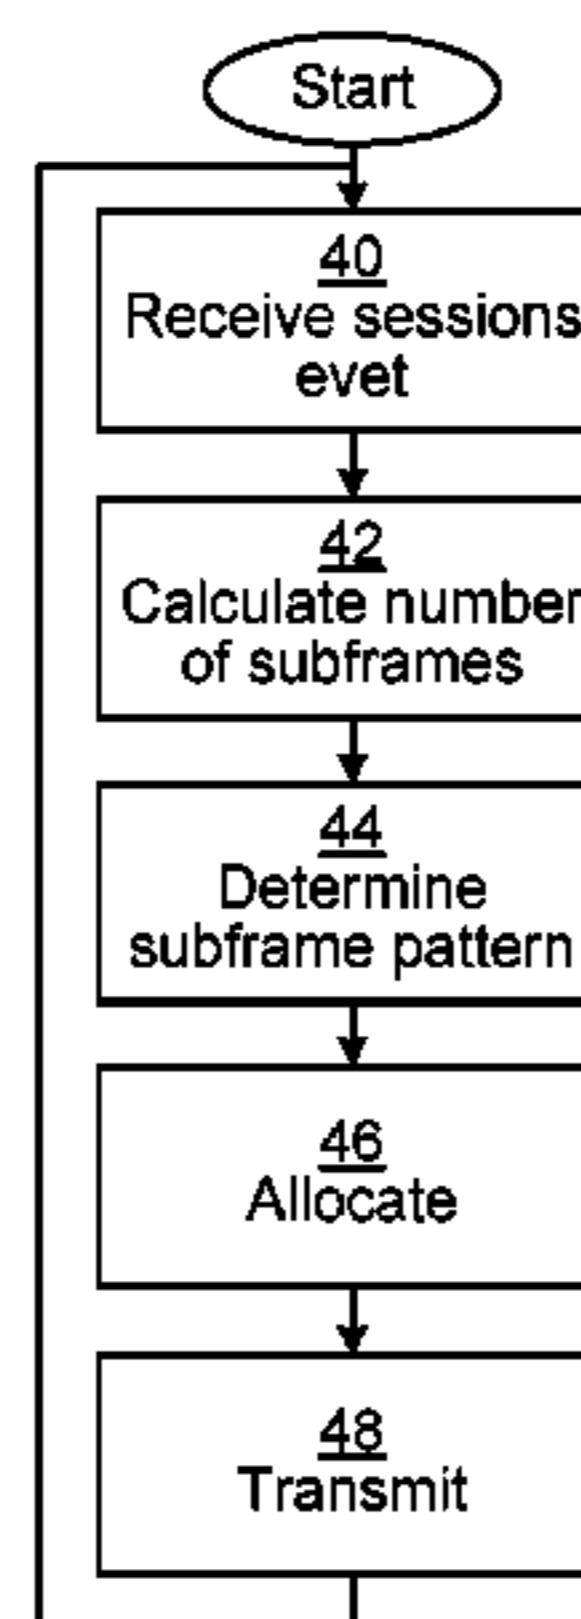 Start
40
Receive sessions
evet
42
Calculate number
of subframes
44
Determine
subframe pattern
46
Allocate
48
Transmit